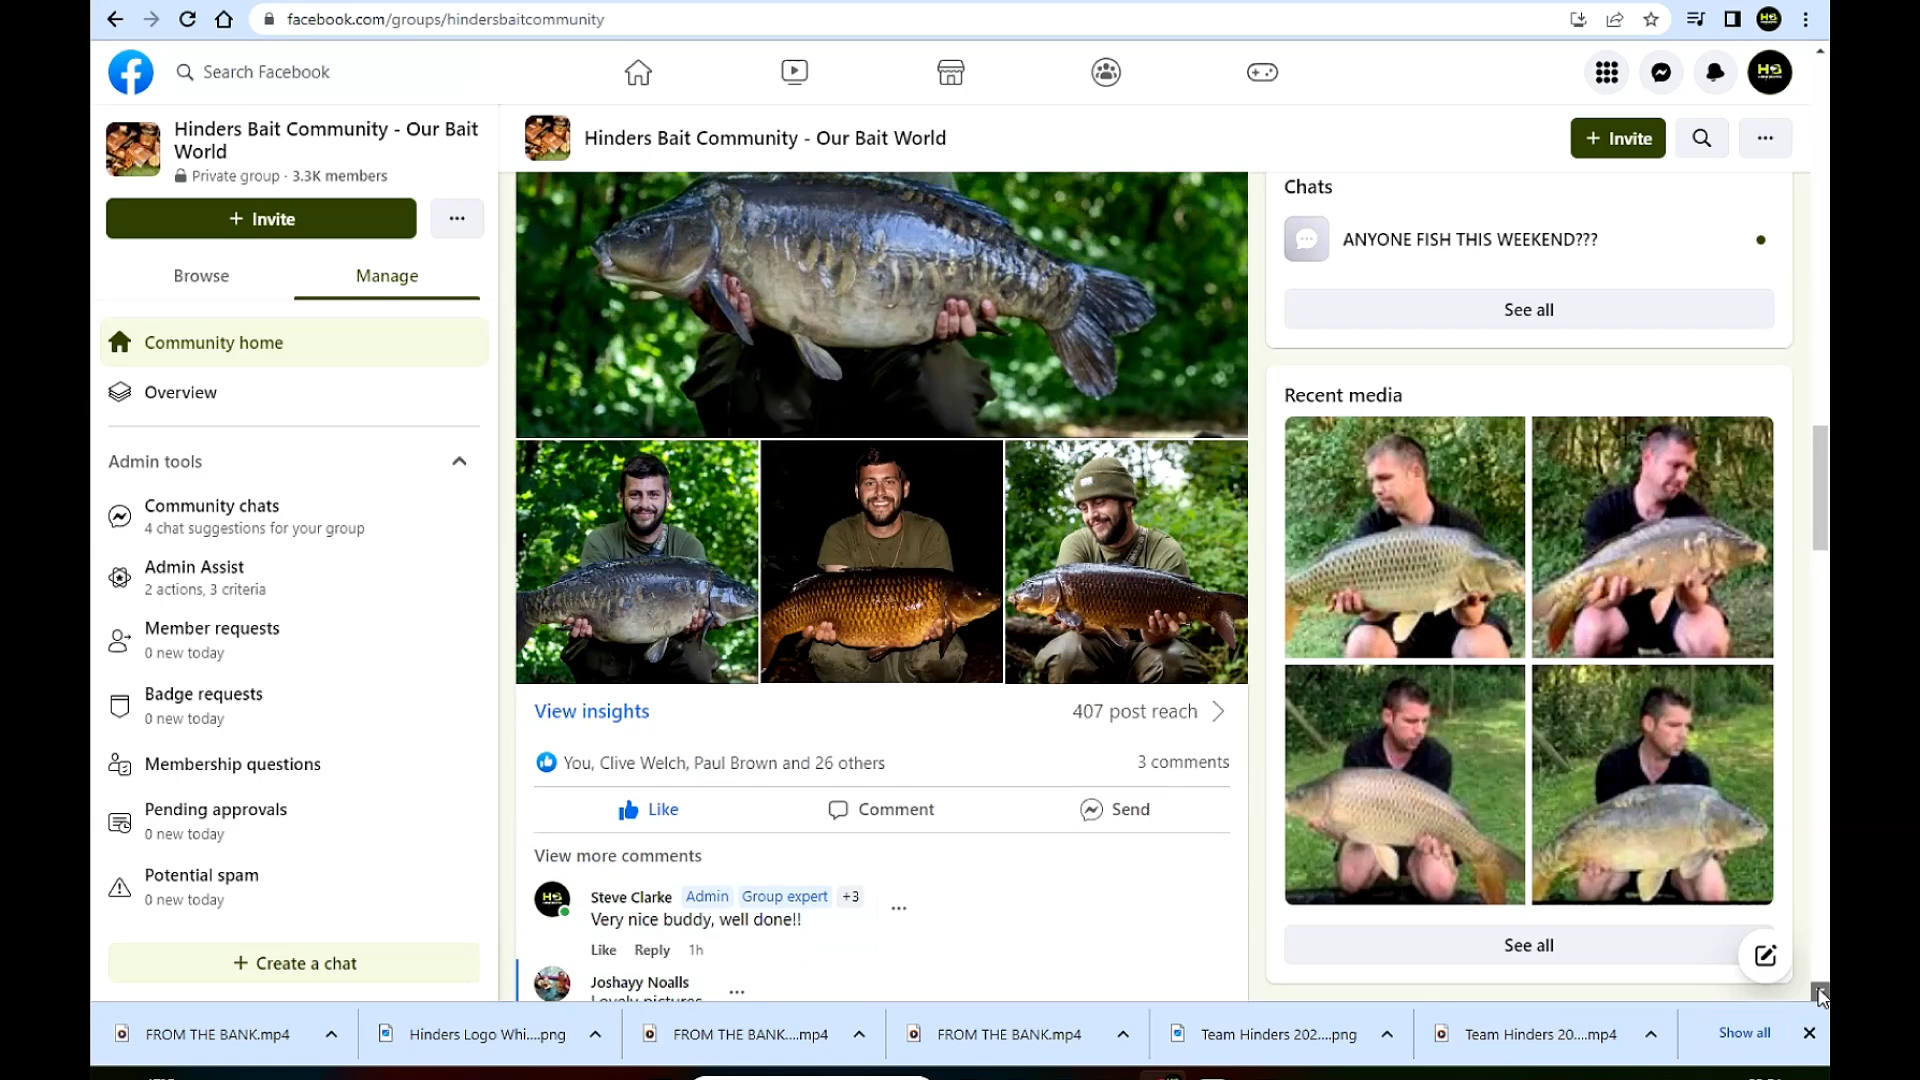 facebook.com/groups/hindersbaitcommunity
Search Facebook
Hinders Bait Community - Our Bait
World
Private group · 3.3K members
+ Invite
Browse
Manage
Community home
Overview
Admin tools
Community chats
4 chat suggestions for your group
Admin Assist
2 actions, 3 criteria
Member requests
0 new today
Badge requests
0 new today
Membership questions
Pending approvals
0 new today
Potential spam
0 new today
+ Create a chat
Hinders Bait Community - Our Bait World
+ Invite
View insights
407 post reach
You, Clive Welch, Paul Brown and 26 others
3 comments
Like
Comment
Send
View more comments
Steve Clarke Admin Group expert +3
Very nice buddy, well done!!
Like Reply 1h
Joshayy Noalls
Lovely pictures
Chats
ANYONE FISH THIS WEEKEND???
See all
Recent media
See all
FROM THE BANK.mp4
Hinders Logo Whi....png
FROM THE BANK....mp4
FROM THE BANK.mp4
Team Hinders 202....png
Team Hinders 20....mp4
Show all